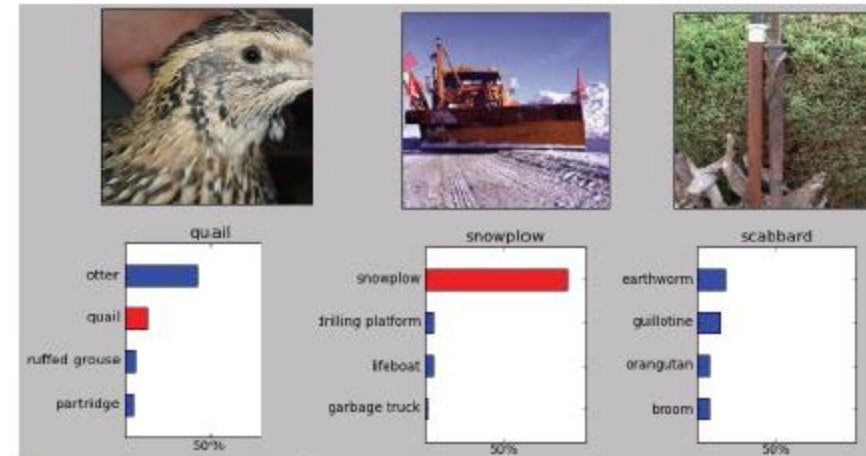 quail
otter
quail
ruffed grouse
partridge
50%
snowplow
snowplow
drilling platform
lifeboat
garbage truck
50%
scabbard
earthworm
guillotine
orangutan
broom
50%